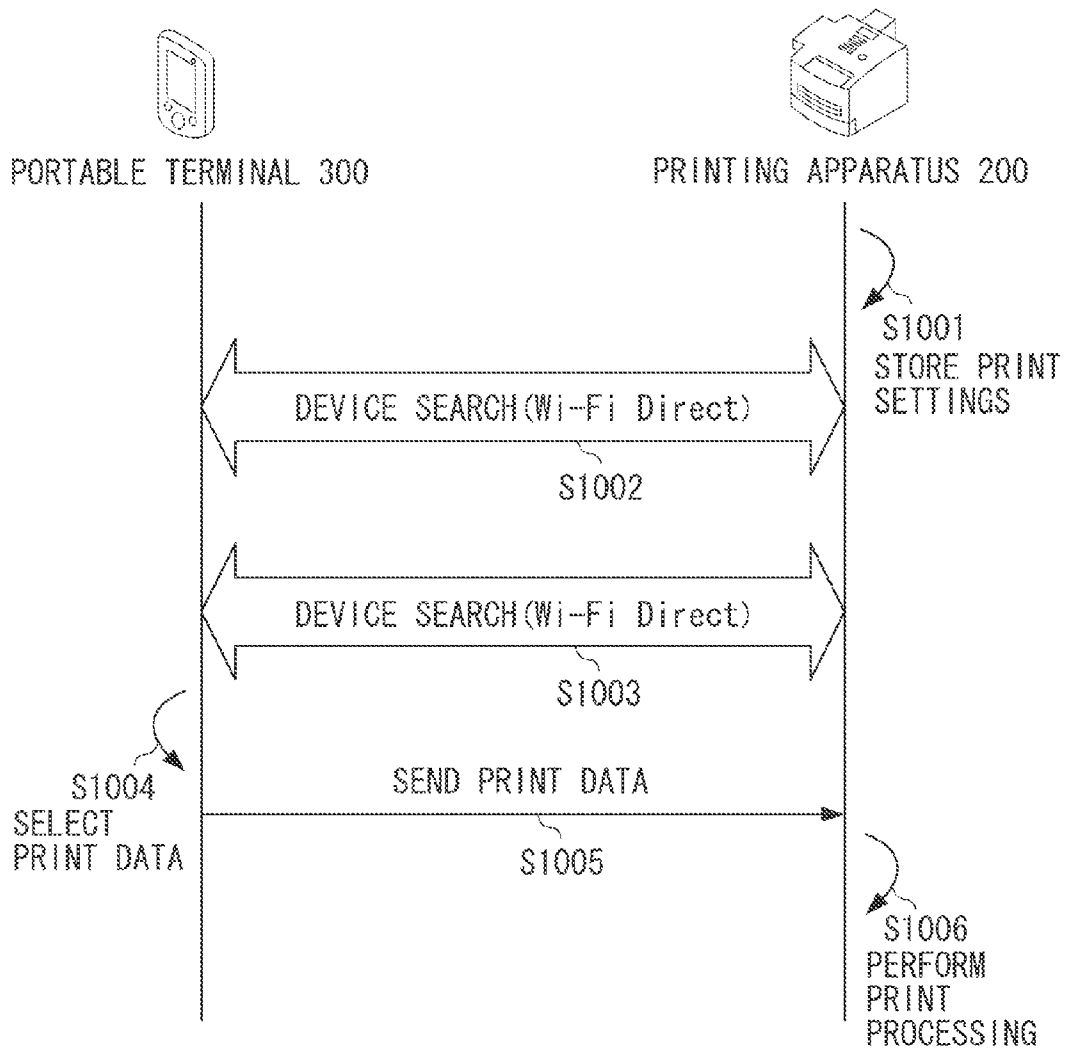 PORTABLE TERMINAL 300
PRINTING APPARATUS 200
S1001
STORE PRINT
SETTINGS
DEVICE SEARCH(Wi-Fi Direct)
S1002
DEVICE SEARCH(Wi-Fi Direct)
S1003
S1004
SELECT
PRINT DATA
SEND PRINT DATA
S1005
S1006
PERFORM
PRINT
PROCESSING